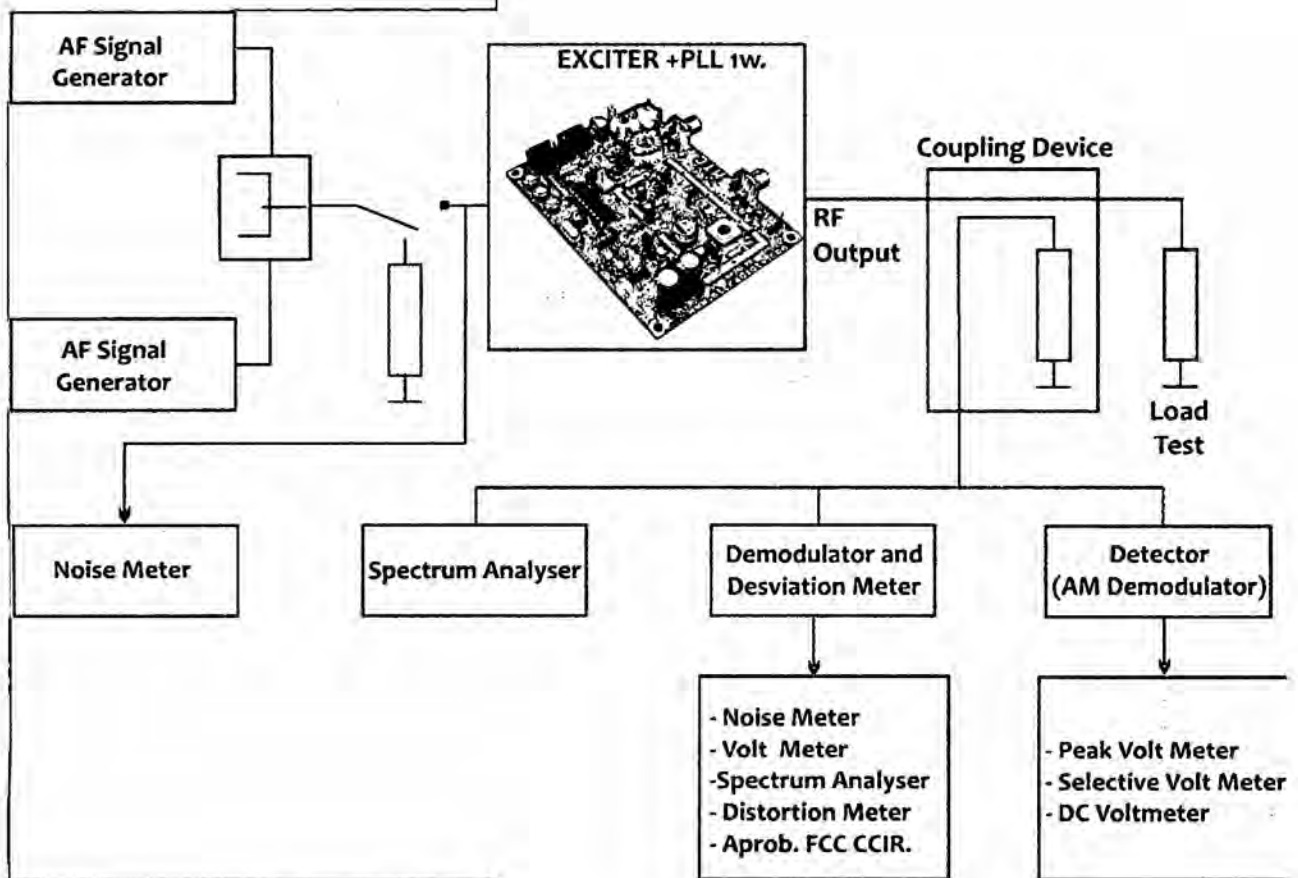 AF Signal
Generator
EXCITER +PLL 1w.
Coupling Device
RF
Output
AF Signal
Generator
Load
Test
Noise Meter
Spectrum Analyser
Demodulator and
Desviation Meter
Detector
(AM Demodulator)
- Noise Meter
- Volt Meter
-Spectrum Analyser
- Distortion Meter
- Aprob. FCC CCIR.
- Peak Volt Meter
- Selective Volt Meter
- DC Voltmeter